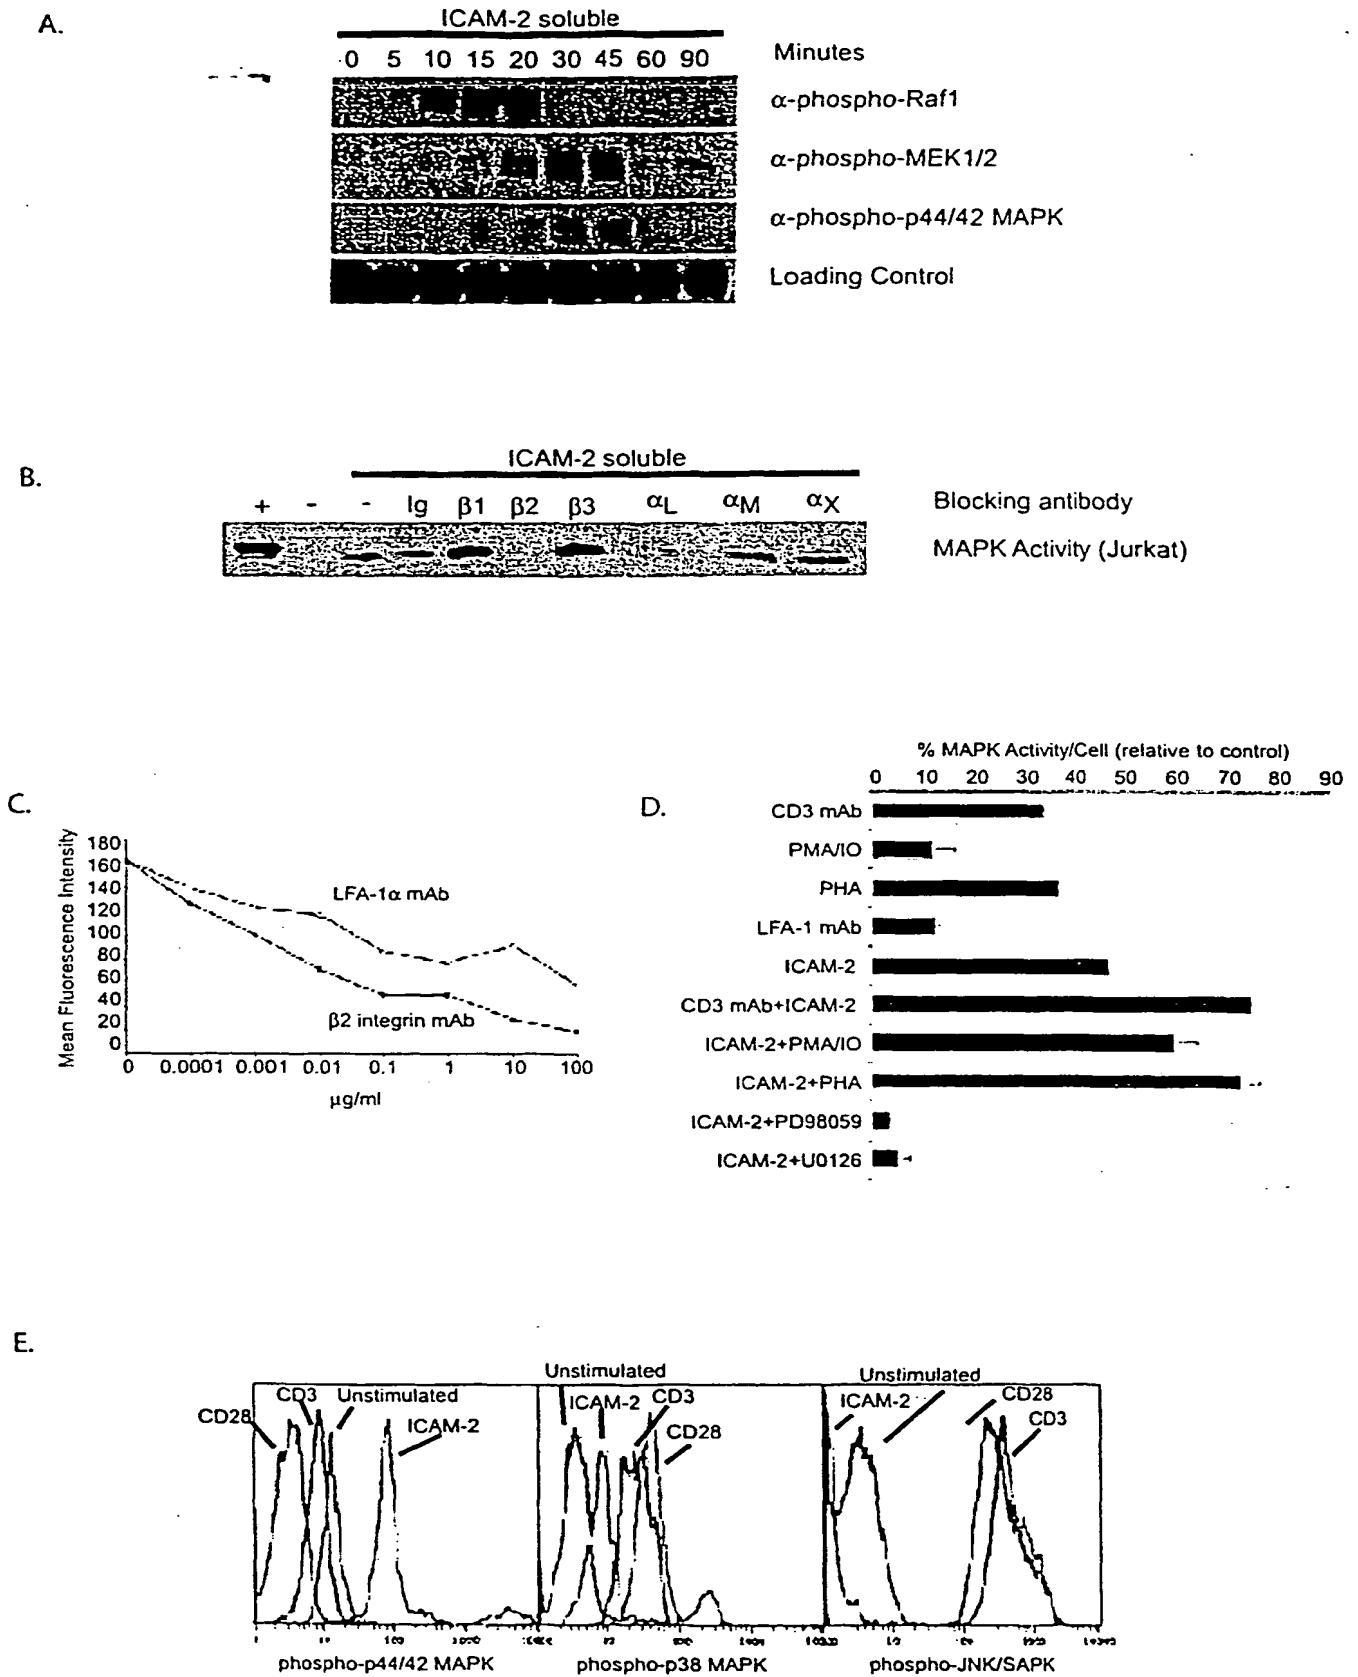 A.
ICAM-2 soluble
0 5 10 15 20 30 45 60 90 Minutes
α-phospho-Raf1
α-phospho-MEK1/2
α-phospho-p44/42 MAPK
Loading Control
B.
ICAM-2 soluble
+ - - Ig β1 β2 β3 αL αM αX Blocking antibody
MAPK Activity (Jurkat)
C.
Mean Fluorescence Intensity
180
160
140
120
100
80
60
40
20
0
LFA-1α mAb
β2 integrin mAb
0 0.0001 0.001 0.01 0.1 1 10 100
µg/ml
D.
% MAPK Activity/Cell (relative to control)
0 10 20 30 40 50 60 70 80 90
CD3 mAb
PMA/IO
PHA
LFA-1 mAb
ICAM-2
CD3 mAb+ICAM-2
ICAM-2+PMA/IO
ICAM-2+PHA
ICAM-2+PD98059
ICAM-2+U0126
E.
CD28
CD3
Unstimulated
ICAM-2
phospho-p44/42 MAPK
Unstimulated
ICAM-2
CD3
CD28
phospho-p38 MAPK
Unstimulated
ICAM-2
CD28
CD3
phospho-JNK/SAPK